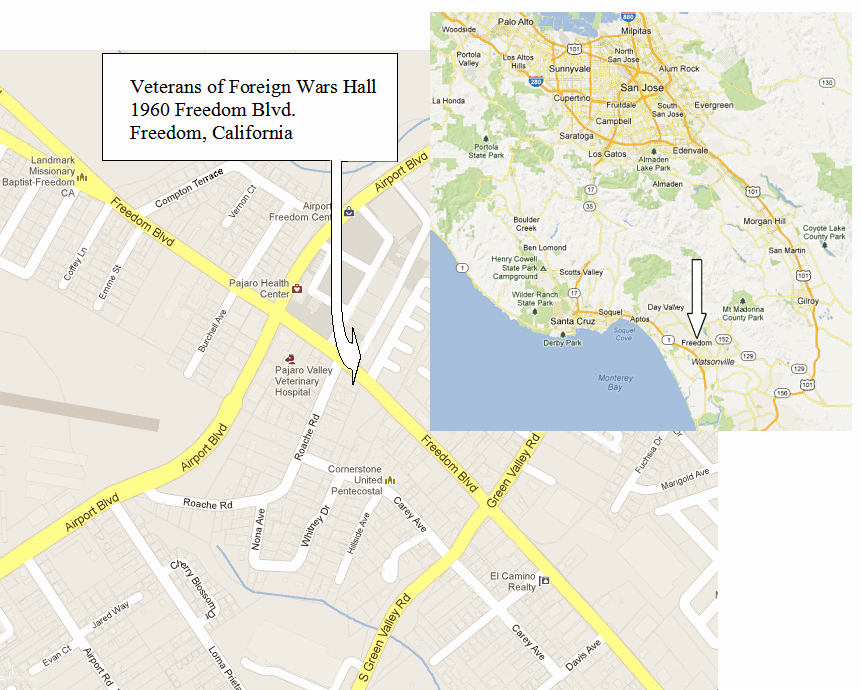 Veterans of Foreign Wars Hall
1960 Freedom Blvd.
Freedom, California
Landmark
Missionary
Baptist-Freedom
CA
Compton Terrace
Vernon Ct
Airport
Freedom Cent
Airport Blvd
Freedom Blvd
Coffey Ln
Emme St
Pajaro Health
Center
Burchell Ave
Pajaro Valley
Veterinary
Hospital
Roache Rd
Airport Blvd
Freedom Blvd
Green Valley Rd
Cornerstone
United
Pentecostal
Airport Blvd
Roache Rd
Nona Ave
Whitney Dr
Hillside Ave
Carey Ave
Fuchsia Dr
Dr
Marigold Ave
Cherry Blossom Dr
El Camino
Realty
Jared Way
Evan Ct
Airport Rd
Loma Prieta
S Green Valley Rd
Carey Ave
Davis Ave
Palo Alto
880
Milpitas
Woodside
101
North
San Jose
Portola
Valley
Los Altos
Hills
Sunnyvale
Alum Rock
280
San Jose
130
La Honda
Cupertino
Fruitdale
South
San Jose
Evergreen
Campbell
Saratoga
Portola
State Park
Los Gatos
Edenvale
Almaden
Lake Park
Almaden
17
101
35
Boulder
Creek
Morgan Hill
Coyote Lake
County Park
Ben Lomond
San Martin
1
Henry Cowell
State Park
Campground
Scotts Valley
101
Wilder Ranch
State Park
17
Day Valley
Mt Madonna
County Park
Gilroy
Santa Cruz
Soquel
Aptos
Soquel
Cove
Derby Park
1
Freedom
152
Watsonville
129
129
101
Monterey
Bay
156